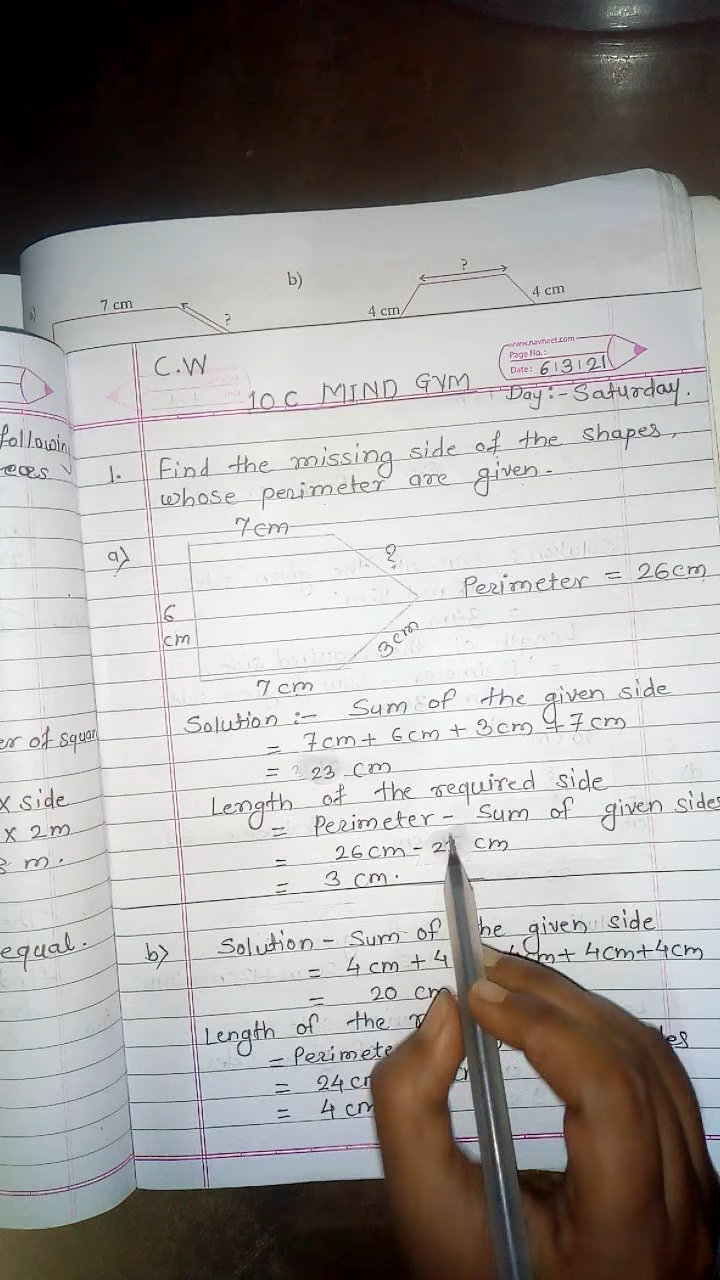 b)
?
7 cm
?
4 cm
4 cm
C.W
www.navneet.com
Page No.:
Date: 6 3 21
10 C MIND GYM
Day:- Saturday.
following
1. Find the missing side of the shapes,
whose perimeter are given.
7cm
a)
?
Perimeter = 26cm
6
cm
3cm
7 cm
Solution :- Sum of the given side
= 7cm + 6cm + 3cm + 7cm
= 23 cm
Length of the required side
= Perimeter - Sum of given sides
= 26cm - cm
= 3 cm.
er of squar
x side
x 2m
m.
equal.
b) Solution - Sum of the given side
= 4 cm + 4 cm + 4cm + 4cm
= 20 cm
Length of the
= Perimete
= 24 c
= 4 cm